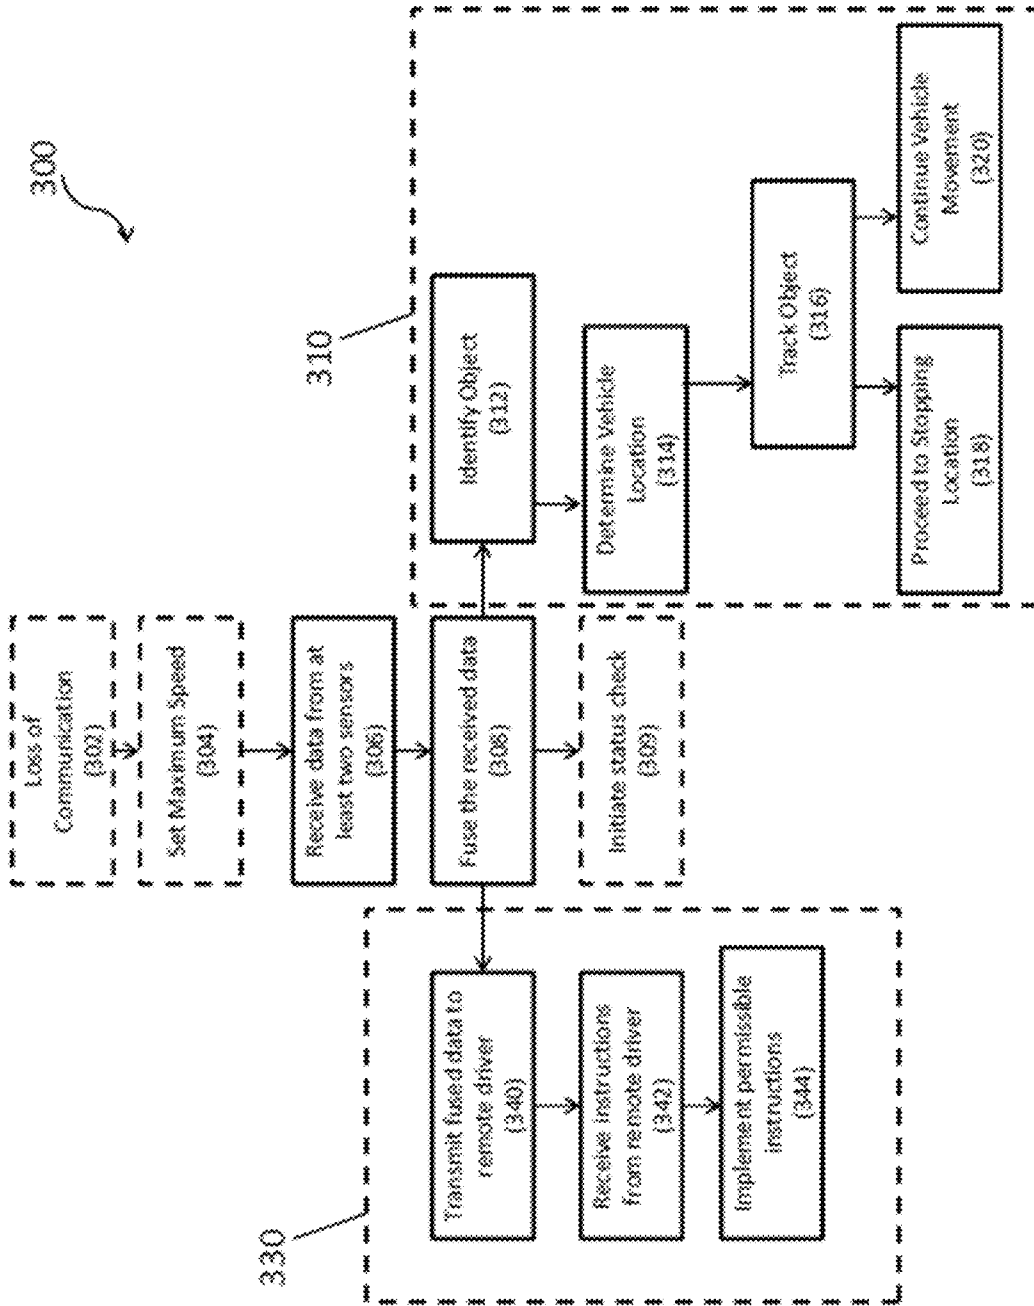 300
Loss of
Communication
(302)
Set Maximum Speed
(304)
Receive data from at
least two sensors
(306)
Fuse the received data
(308)
Initiate status check
(309)
310
Identify Object
(312)
Determine Vehicle
Location
(314)
Track Object
(316)
Proceed to Stopping
Location
(318)
Continue Vehicle
Movement
(320)
330
Transmit fused data to
remote driver
(340)
Receive instructions
from remote driver
(342)
Implement permissible
instructions
(344)